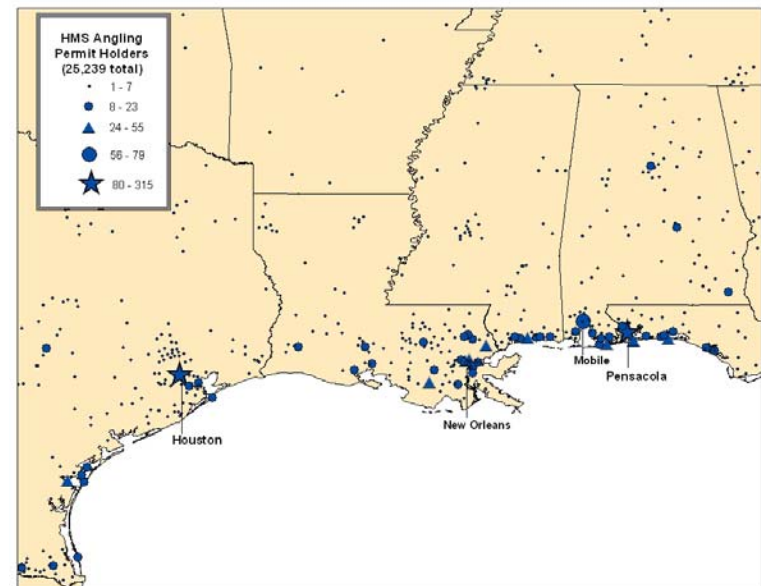 HMS Angling
Permit Holders
(25,239 total)
1 - 7
8 - 23
24 - 55
56 - 79
80 - 315
Mobile
Pensacola
New Orleans
Houston